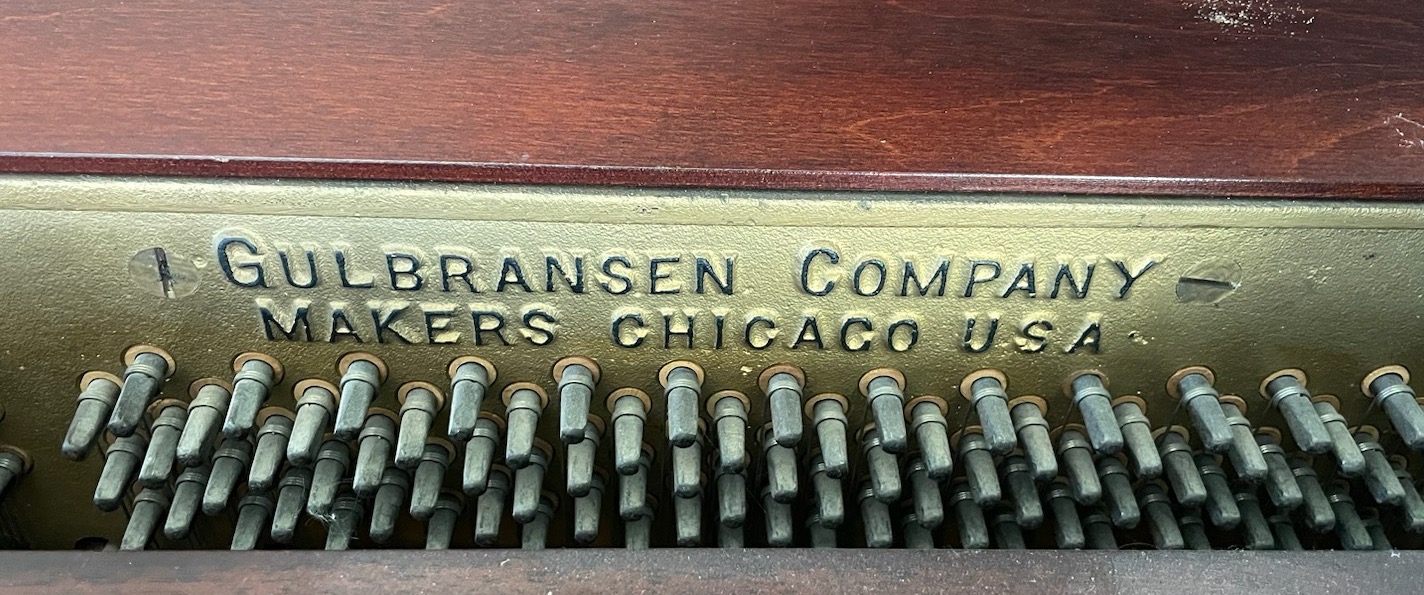 GULBRANSEN COMPANY
MAKERS CHICAGO USA